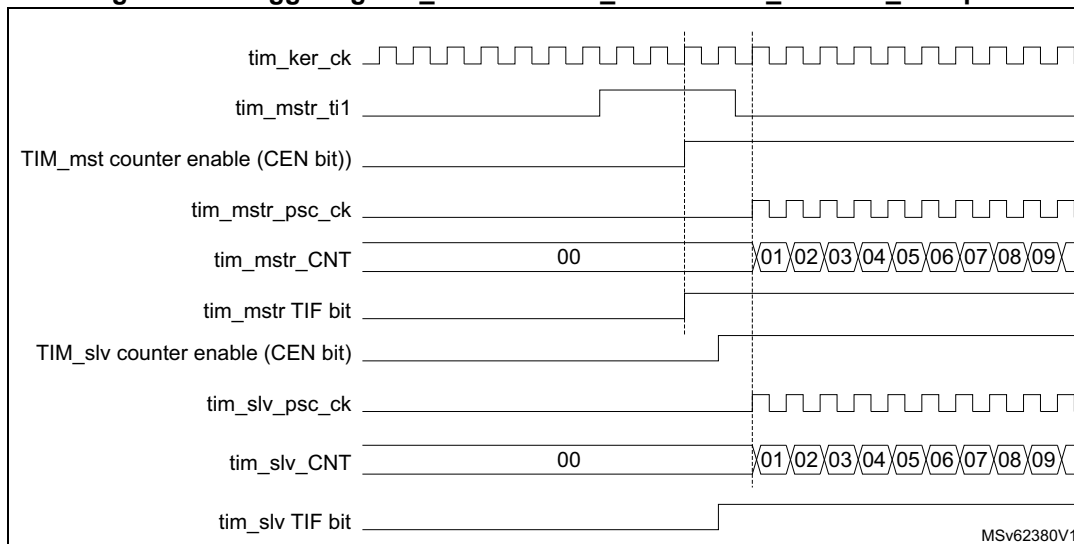 tim_ker_ck
tim_mstr_ti1
TIM_mst counter enable (CEN bit))
tim_mstr_psc_ck
tim_mstr_CNT 00 01 02 03 04 05 06 07 08 09
tim_mstr TIF bit
TIM_slv counter enable (CEN bit)
tim_slv_psc_ck
tim_slv_CNT 00 01 02 03 04 05 06 07 08 09
tim_slv TIF bit
MSv62380V1